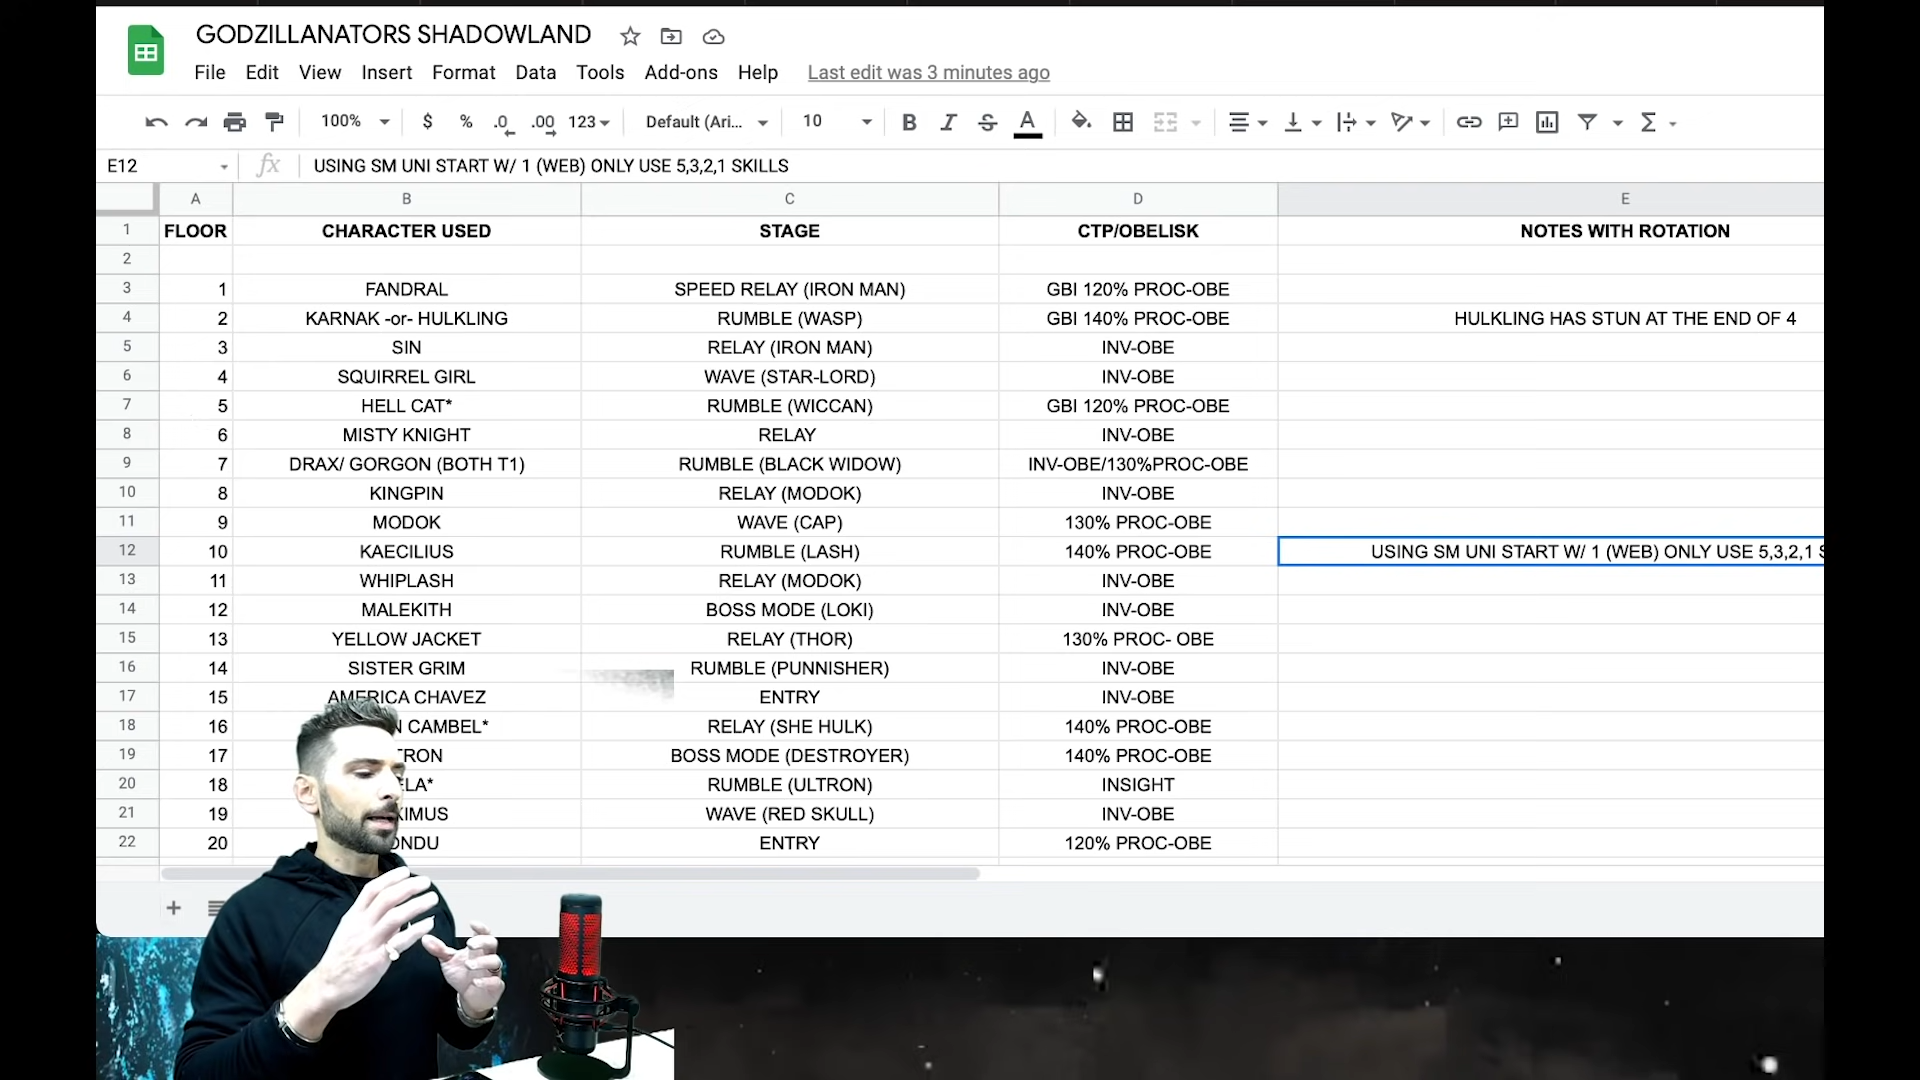 GODZILLANATORS SHADOWLAND
File Edit View Insert Format Data Tools Add-ons Help Last edit was 3 minutes ago
100% $ % .0 .00 123 Default (Ari... 10 B I S A
E12 fx USING SM UNI START W/ 1 (WEB) ONLY USE 5,3,2,1 SKILLS
A B C D E
1 FLOOR CHARACTER USED STAGE CTP/OBELISK NOTES WITH ROTATION
2
3 1 FANDRAL SPEED RELAY (IRON MAN) GBI 120% PROC-OBE
4 2 KARNAK -or- HULKLING RUMBLE (WASP) GBI 140% PROC-OBE HULKLING HAS STUN AT THE END OF 4
5 3 SIN RELAY (IRON MAN) INV-OBE
6 4 SQUIRREL GIRL WAVE (STAR-LORD) INV-OBE
7 5 HELL CAT* RUMBLE (WICCAN) GBI 120% PROC-OBE
8 6 MISTY KNIGHT RELAY INV-OBE
9 7 DRAX/ GORGON (BOTH T1) RUMBLE (BLACK WIDOW) INV-OBE/130%PROC-OBE
10 8 KINGPIN RELAY (MODOK) INV-OBE
11 9 MODOK WAVE (CAP) 130% PROC-OBE
12 10 KAECILIUS RUMBLE (LASH) 140% PROC-OBE USING SM UNI START W/ 1 (WEB) ONLY USE 5,3,2,1
13 11 WHIPLASH RELAY (MODOK) INV-OBE
14 12 MALEKITH BOSS MODE (LOKI) INV-OBE
15 13 YELLOW JACKET RELAY (THOR) 130% PROC- OBE
16 14 SISTER GRIM RUMBLE (PUNNISHER) INV-OBE
17 15 AMERICA CHAVEZ ENTRY INV-OBE
18 16 CAMBEL* RELAY (SHE HULK) 140% PROC-OBE
19 17 BOSS MODE (DESTROYER) 140% PROC-OBE
20 18 RUMBLE (ULTRON) INSIGHT
21 19 WAVE (RED SKULL) INV-OBE
22 20 ENTRY 120% PROC-OBE